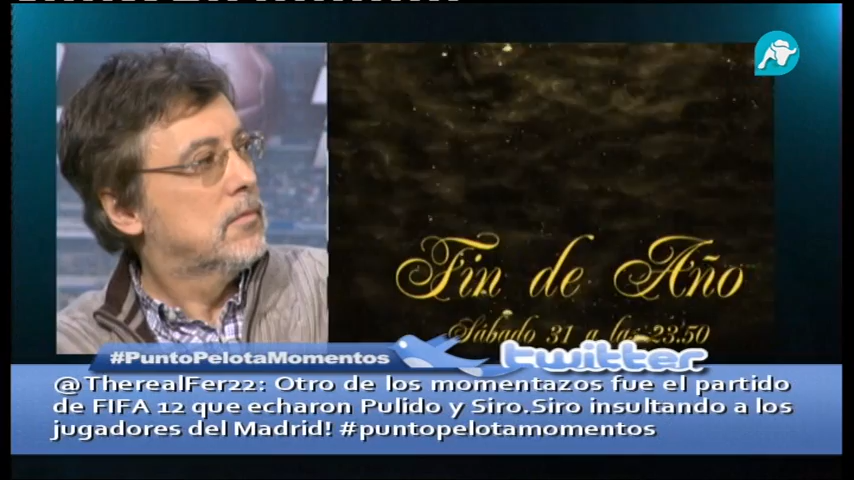 Fin de Año
Sábado 31 a las 23.50
#PuntoPelotaMomentos
twitter
@TherealFer22: Otro de los momentazos fue el partido
de FIFA 12 que echaron Pulido y Siro.Siro insultando a los
jugadores del Madrid! #puntopelotamomentos